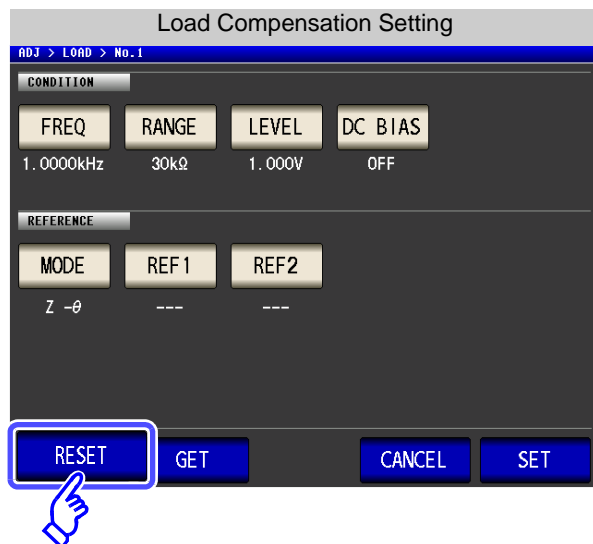 Load Compensation Setting
ADJ > LOAD > No.1
CONDITION
FREQ RANGE LEVEL DC BIAS
1.0000kHz 30kΩ 1.000V OFF
REFERENCE
MODE REF1 REF2
Z -θ --- ---
RESET GET CANCEL SET